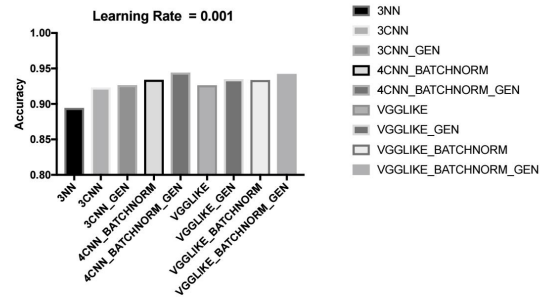 Learning Rate = 0.001
Accuracy
1.00
0.95
0.90
0.85
0.80
3NN
3CNN
3CNN_GEN
4CNN_BATCHNORM
4CNN_BATCHNORM_GEN
VGGLIKE
VGGLIKE_GEN
VGGLIKE_BATCHNORM
VGGLIKE_BATCHNORM_GEN
3NN
3CNN
3CNN_GEN
4CNN_BATCHNORM
4CNN_BATCHNORM_GEN
VGGLIKE
VGGLIKE_GEN
VGGLIKE_BATCHNORM
VGGLIKE_BATCHNORM_GEN